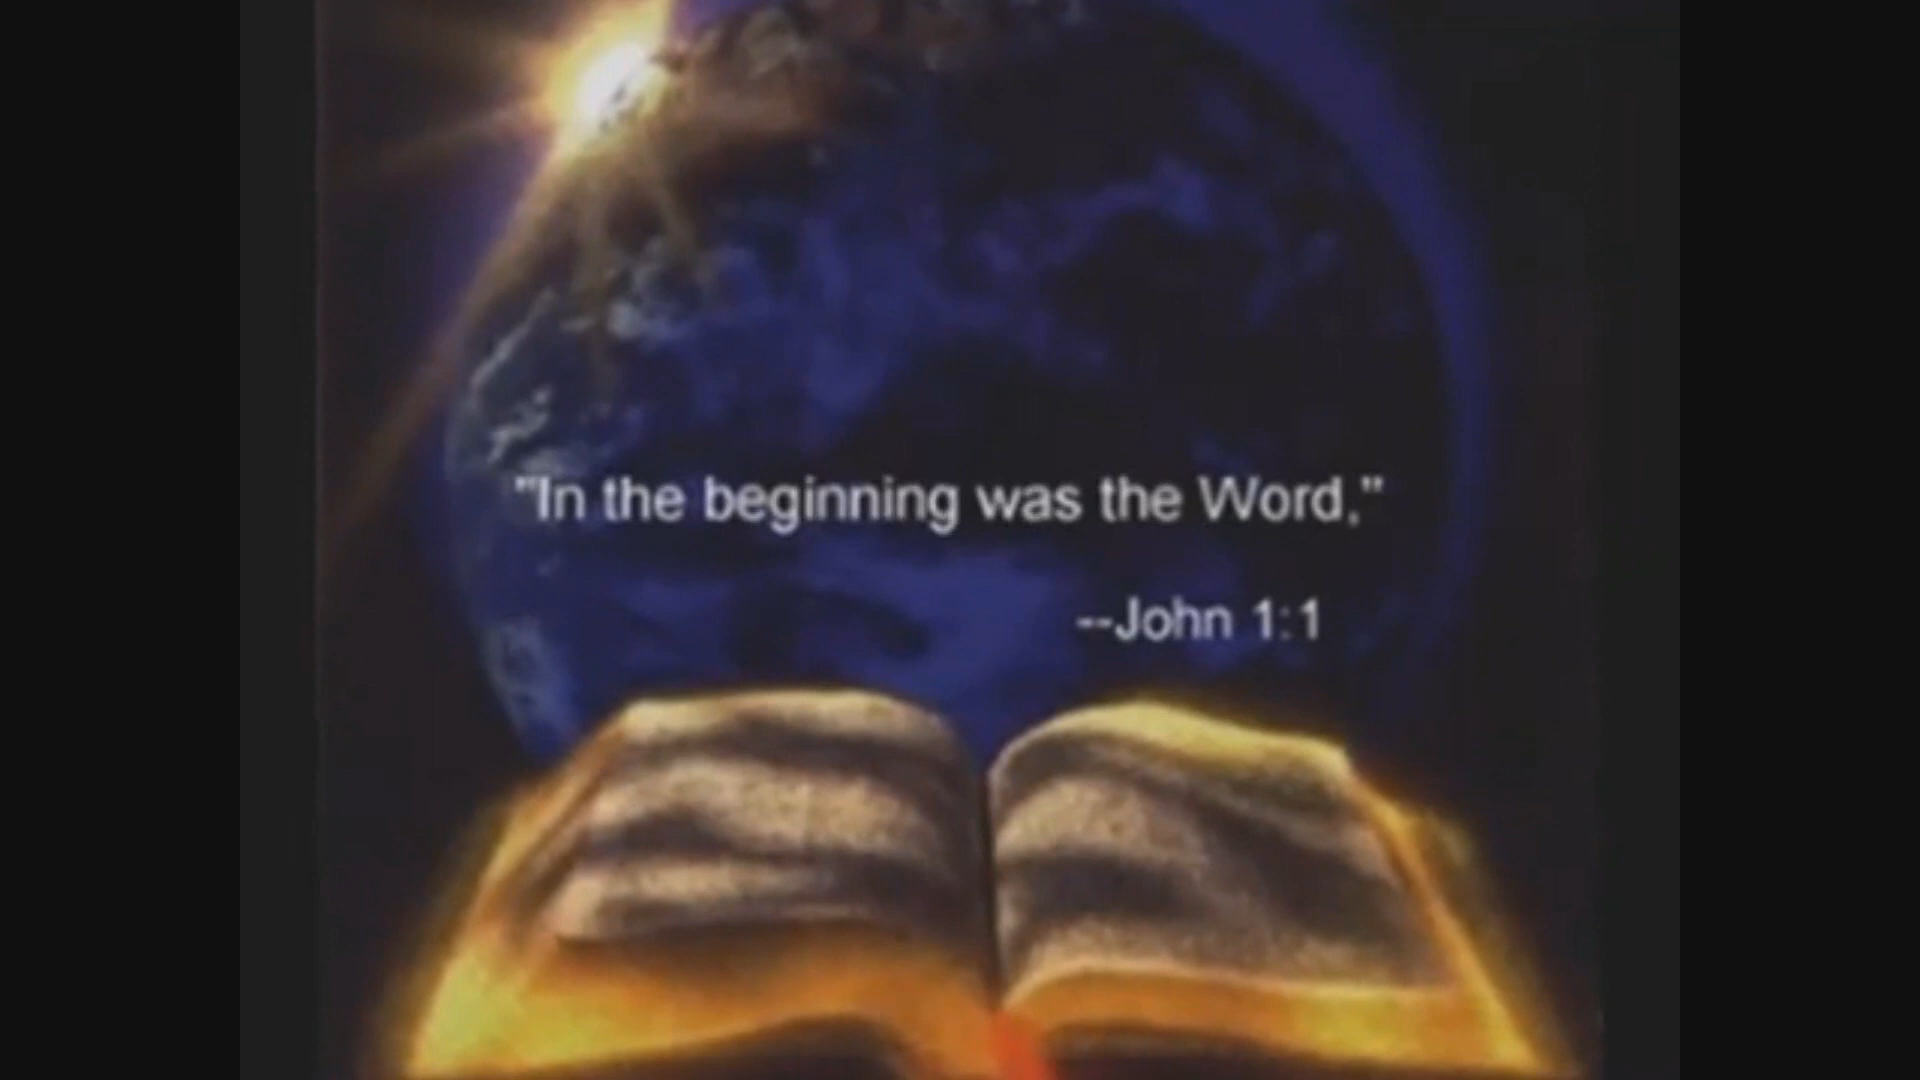 "In the beginning was the Word,"
--John 1:1